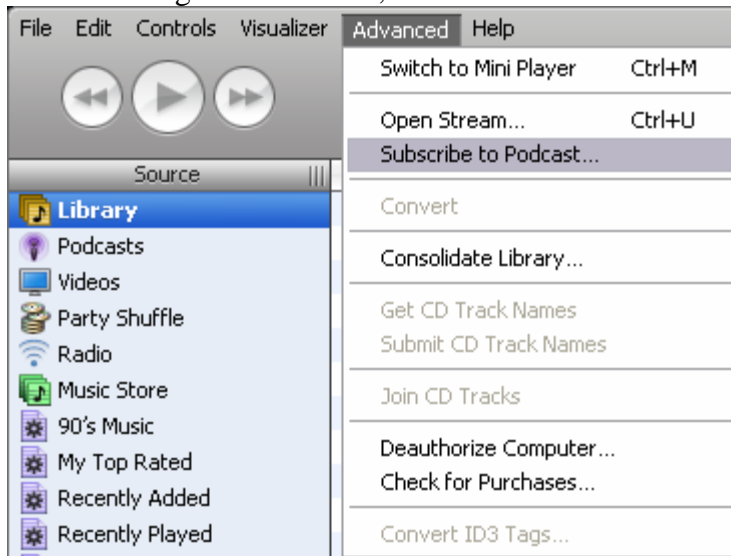 File Edit Controls Visualizer Advanced Help
Switch to Mini Player Ctrl+M
Open Stream... Ctrl+U
Subscribe to Podcast...
Convert
Consolidate Library...
Get CD Track Names
Submit CD Track Names
Join CD Tracks
Deauthorize Computer...
Check for Purchases...
Convert ID3 Tags...
Source
Library
Podcasts
Videos
Party Shuffle
Radio
Music Store
90's Music
My Top Rated
Recently Added
Recently Played